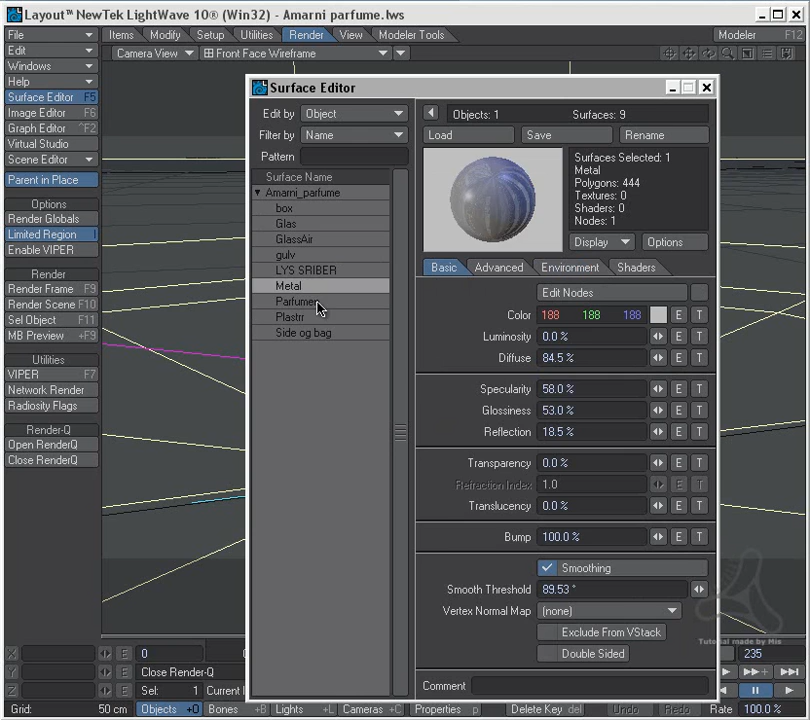 Layout™ NewTek LightWave 10® (Win32) - Amarni parfume.lws
File
Items
Modify
Setup
Utilities
Render
View
Modeler Tools
Modeler F12
Edit
Camera View
Front Face Wireframe
Windows
Help
Surface Editor F5
Image Editor F6
Graph Editor ^F2
Virtual Studio
Scene Editor
Parent in Place
Options
Render Globals
Limited Region l
Enable VIPER
Render
Render Frame F9
Render Scene F10
Sel Object F11
MB Preview +F9
Utilities
VIPER F7
Network Render
Radiosity Flags
Render-Q
Open RenderQ
Close RenderQ
Surface Editor
Edit by Object
Filter by Name
Pattern
Surface Name
Amarni_parfume
box
Glas
GlassAir
gulv
LYS SRIBER
Metal
Parfume
Plastrr
Side og bag
Objects: 1 Surfaces: 9
Load Save Rename
Surfaces Selected: 1
Metal
Polygons: 444
Textures: 0
Shaders: 0
Nodes: 1
Display Options
Basic Advanced Environment Shaders
Edit Nodes
Color 188 188 188 E T
Luminosity 0.0 % E T
Diffuse 84.5 % E T
Specularity 58.0 % E T
Glossiness 53.0 % E T
Reflection 18.5 % E T
Transparency 0.0 % E T
Refraction Index 1.0 E T
Translucency 0.0 % E T
Bump 100.0 % E T
Smoothing
Smooth Threshold 89.53 °
Vertex Normal Map (none)
Exclude From VStack
Double Sided
Comment
Tutorial made by Mis
X E 0
Y E Close Render-Q
Z E Sel: 1 Current I
235
Grid: 50 cm Objects +O Bones +B Lights +L Cameras +C Properties p Delete Key del Undo Redo Rate 100.0 %